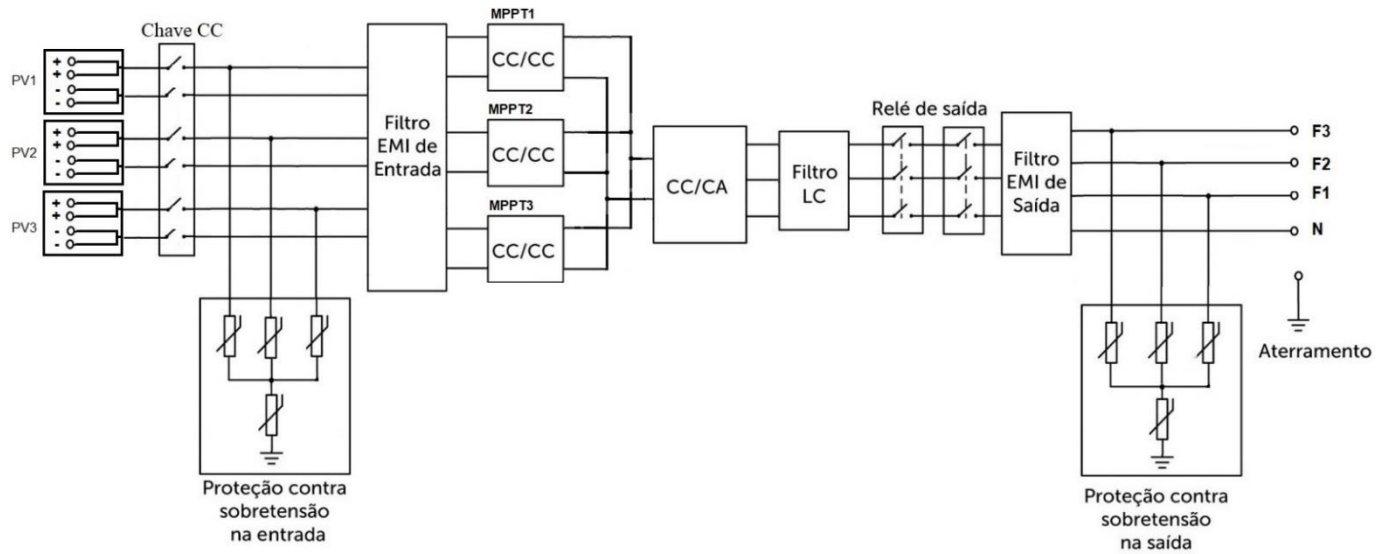 Chave CC
PV1
+
+
-
-
PV2
+
+
-
-
PV3
+
+
-
-
Filtro
EMI de
Entrada
MPPT1
CC/CC
MPPT2
CC/CC
MPPT3
CC/CC
CC/CA
Filtro
LC
Relé de saída
Filtro
EMI de
Saída
F3
F2
F1
N
Aterramento
Proteção contra
sobretensão
na entrada
Proteção contra
sobretensão
na saída